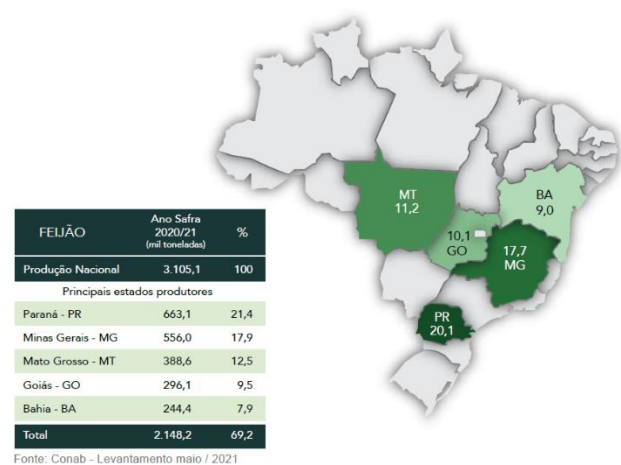 MT
11,2
BA
9,0
10,1
GO
17,7
MG
PR
20,1
FEIJÃO Ano Safra 2020/21 (mil toneladas) %
Produção Nacional 3.105,1 100
Principais estados produtores
Paraná - PR 663,1 21,4
Minas Gerais - MG 556,0 17,9
Mato Grosso - MT 388,6 12,5
Goiás - GO 296,1 9,5
Bahia - BA 244,4 7,9
Total 2.148,2 69,2
Fonte: Conab - Levantamento maio / 2021